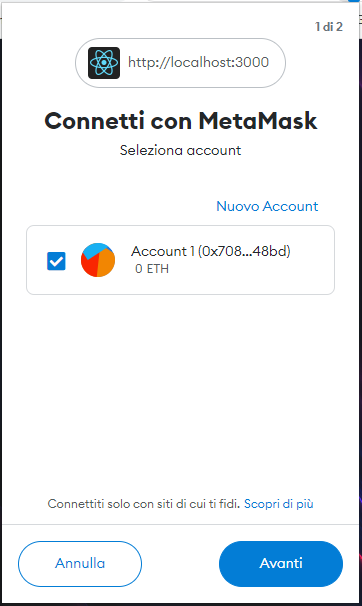 1 di 2
http://localhost:3000
Connetti con MetaMask
Seleziona account
Nuovo Account
Account 1 (0x708...48bd)
0 ETH
Connettiti solo con siti di cui ti fidi. Scopri di più
Annulla
Avanti